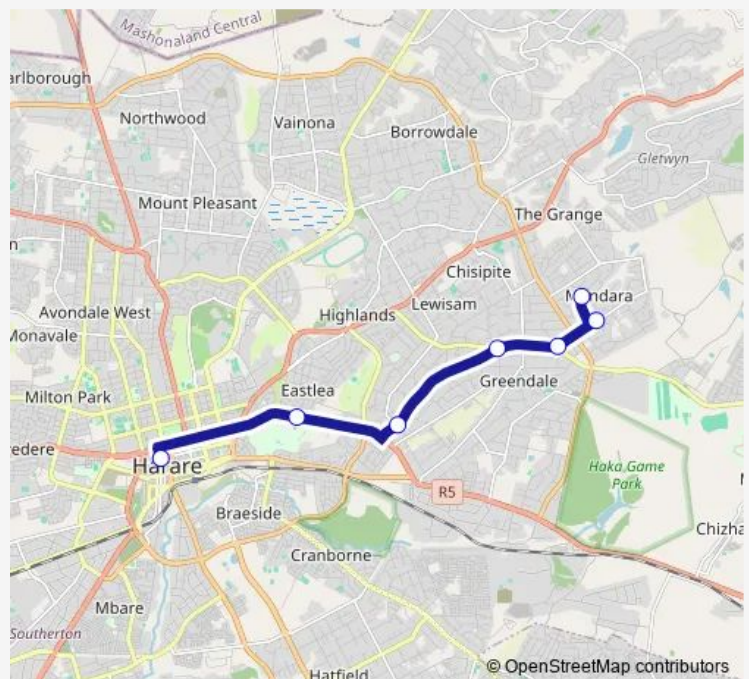 Mashonaland Central
arlborough
Northwood
Vainona
Borrowdale
Gletwyn
Mount Pleasant
The Grange
n
Chisipite
Avondale West
Lewisam
Highlands
Monavale
Greendale
Eastlea
Milton Park
vedere
Harare
Haka Game
Park
R5
Braeside
Chizha
Cranborne
Mbare
Southerton
Hatfield
© OpenStreetMap contributors